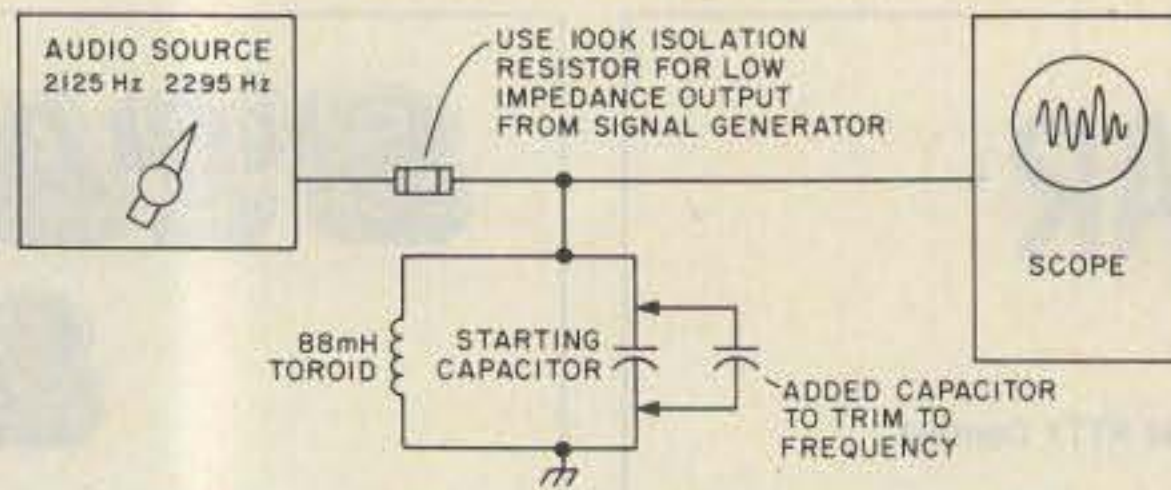 AUDIO SOURCE
2125 Hz 2295 Hz
USE 100K ISOLATION
RESISTOR FOR LOW
IMPEDANCE OUTPUT
FROM SIGNAL GENERATOR
SCOPE
88mH
TOROID
STARTING
CAPACITOR
ADDED CAPACITOR
TO TRIM TO
FREQUENCY